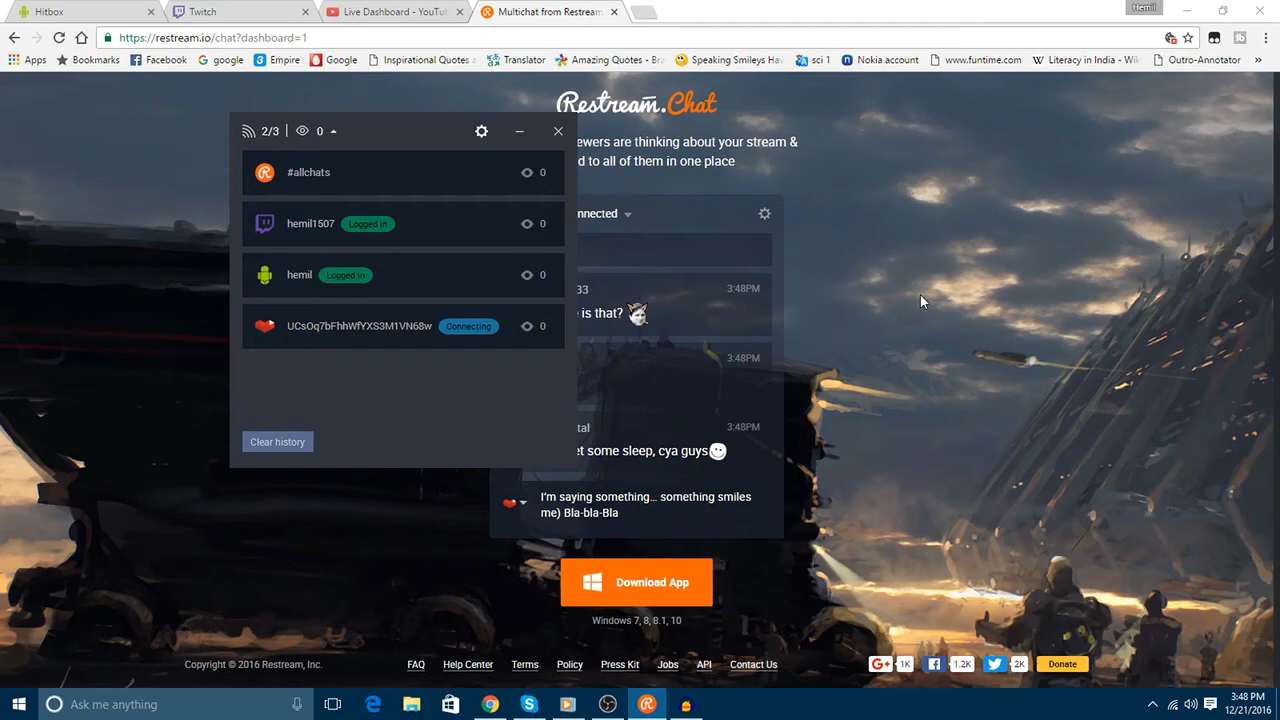 Hitbox
Twitch
Live Dashboard - YouTu
Multichat from Restream
Hemil
https://restream.io/chat?dashboard=1
Apps
Bookmarks
Facebook
google
Empire
Google
Inspirational Quotes a
Translator
Amazing Quotes - Bra
Speaking Smileys Hav
sci 1
Nokia account
www.funtime.com
Literacy in India - Wik
Outro-Annotator
»
Restream.Chat
ewers are thinking about your stream &
d to all of them in one place
2/3 0
#allchats 0
hemil1507 Logged in 0
hemil Logged in 0
UCsOq7bFhhWfYXS3M1VN68w Connecting 0
Clear history
nnected
33 3:48PM
e is that?
3:48PM
tal 3:48PM
et some sleep, cya guys
I'm saying something... something smiles
me) Bla-bla-Bla
Download App
Windows 7, 8, 8.1, 10
Copyright © 2016 Restream, Inc.
FAQ
Help Center
Terms
Policy
Press Kit
Jobs
API
Contact Us
G+ 1K
1.2K
2K
Donate
Ask me anything
3:48 PM
12/21/2016